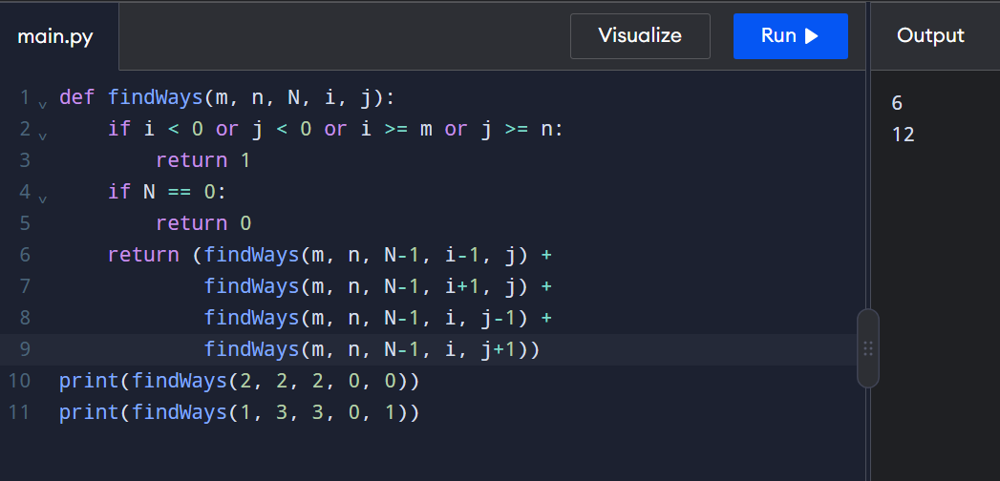 main.py
Visualize
Run
Output
1 def findWays(m, n, N, i, j):
2     if i < 0 or j < 0 or i >= m or j >= n:
3         return 1
4     if N == 0:
5         return 0
6     return (findWays(m, n, N-1, i-1, j) +
7             findWays(m, n, N-1, i+1, j) +
8             findWays(m, n, N-1, i, j-1) +
9             findWays(m, n, N-1, i, j+1))
10 print(findWays(2, 2, 2, 0, 0))
11 print(findWays(1, 3, 3, 0, 1))
6
12